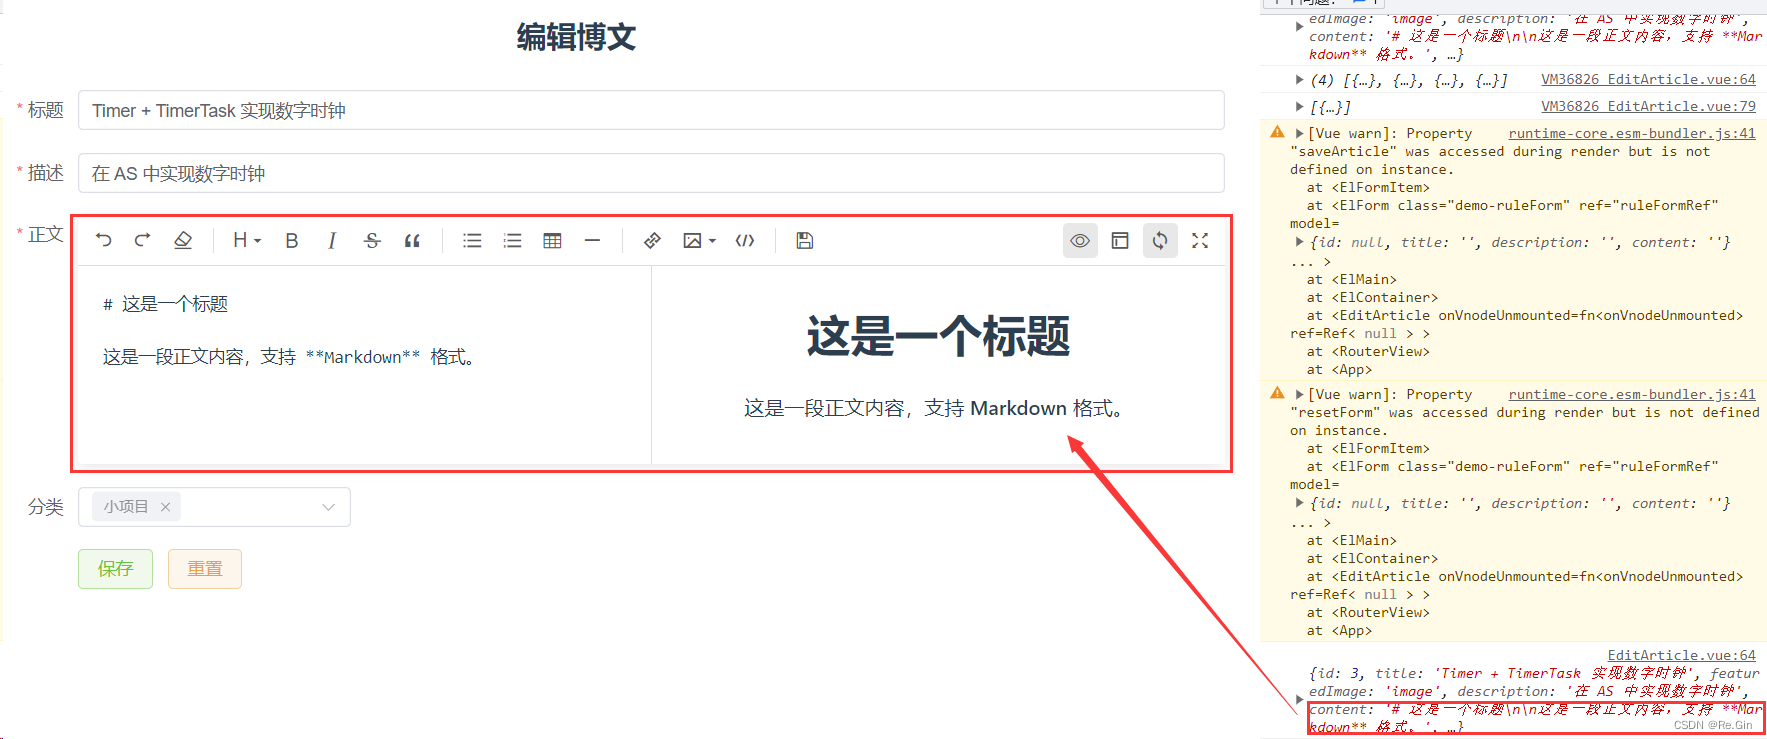 编辑博文
* 标题
Timer + TimerTask 实现数字时钟
* 描述
在 AS 中实现数字时钟
* 正文
H B I S
# 这是一个标题
这是一段正文内容，支持 **Markdown** 格式。
这是一个标题
这是一段正文内容，支持 Markdown 格式。
分类
小项目 ×
保存
重置
edImage: 'image', description: '在 AS 中实现数字时钟',
content: '# 这是一个标题\n\n这是一段正文内容，支持 **Mar
kdown** 格式。', …}
(4) [{…}, {…}, {…}, {…}] VM36826 EditArticle.vue:64
[{…}] VM36826 EditArticle.vue:79
[Vue warn]: Property runtime-core.esm-bundler.js:41
"saveArticle" was accessed during render but is not
defined on instance.
at <ElFormItem>
at <ElForm class="demo-ruleForm" ref="ruleFormRef"
model=
{id: null, title: '', description: '', content: ''}
... >
at <ElMain>
at <ElContainer>
at <EditArticle onVnodeUnmounted=fn<onVnodeUnmounted>
ref=Ref< null > >
at <RouterView>
at <App>
[Vue warn]: Property runtime-core.esm-bundler.js:41
"resetForm" was accessed during render but is not defined
on instance.
at <ElFormItem>
at <ElForm class="demo-ruleForm" ref="ruleFormRef"
model=
{id: null, title: '', description: '', content: ''}
... >
at <ElMain>
at <ElContainer>
at <EditArticle onVnodeUnmounted=fn<onVnodeUnmounted>
ref=Ref< null > >
at <RouterView>
at <App>
EditArticle.vue:64
{id: 3, title: 'Timer + TimerTask 实现数字时钟', featur
edImage: 'image', description: '在 AS 中实现数字时钟',
content: '# 这是一个标题\n\n这是一段正文内容，支持 **Mar
kdown** 格式。', …}
CSDN @Re.Gin